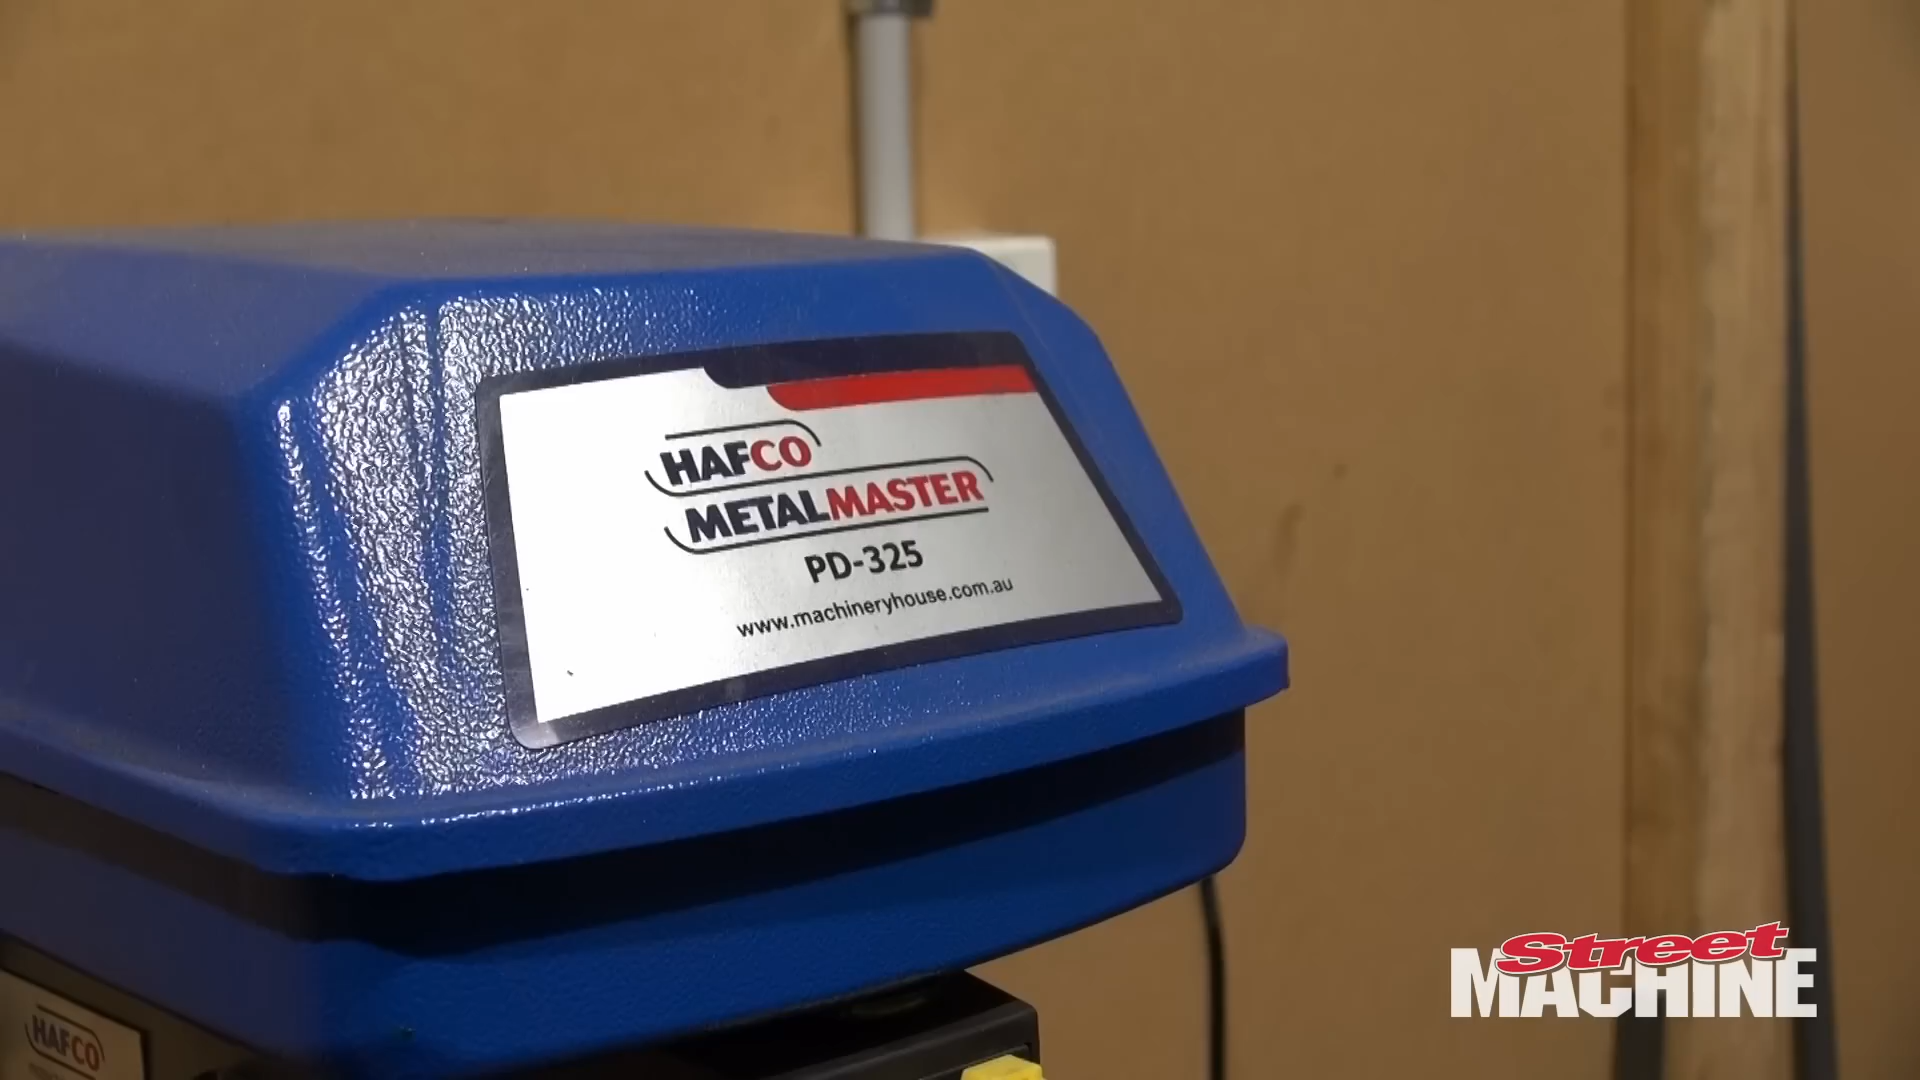 HAFCO
METALMASTER
PD-325
www.machineryhouse.com.au
HAFCO
Street
MACHINE